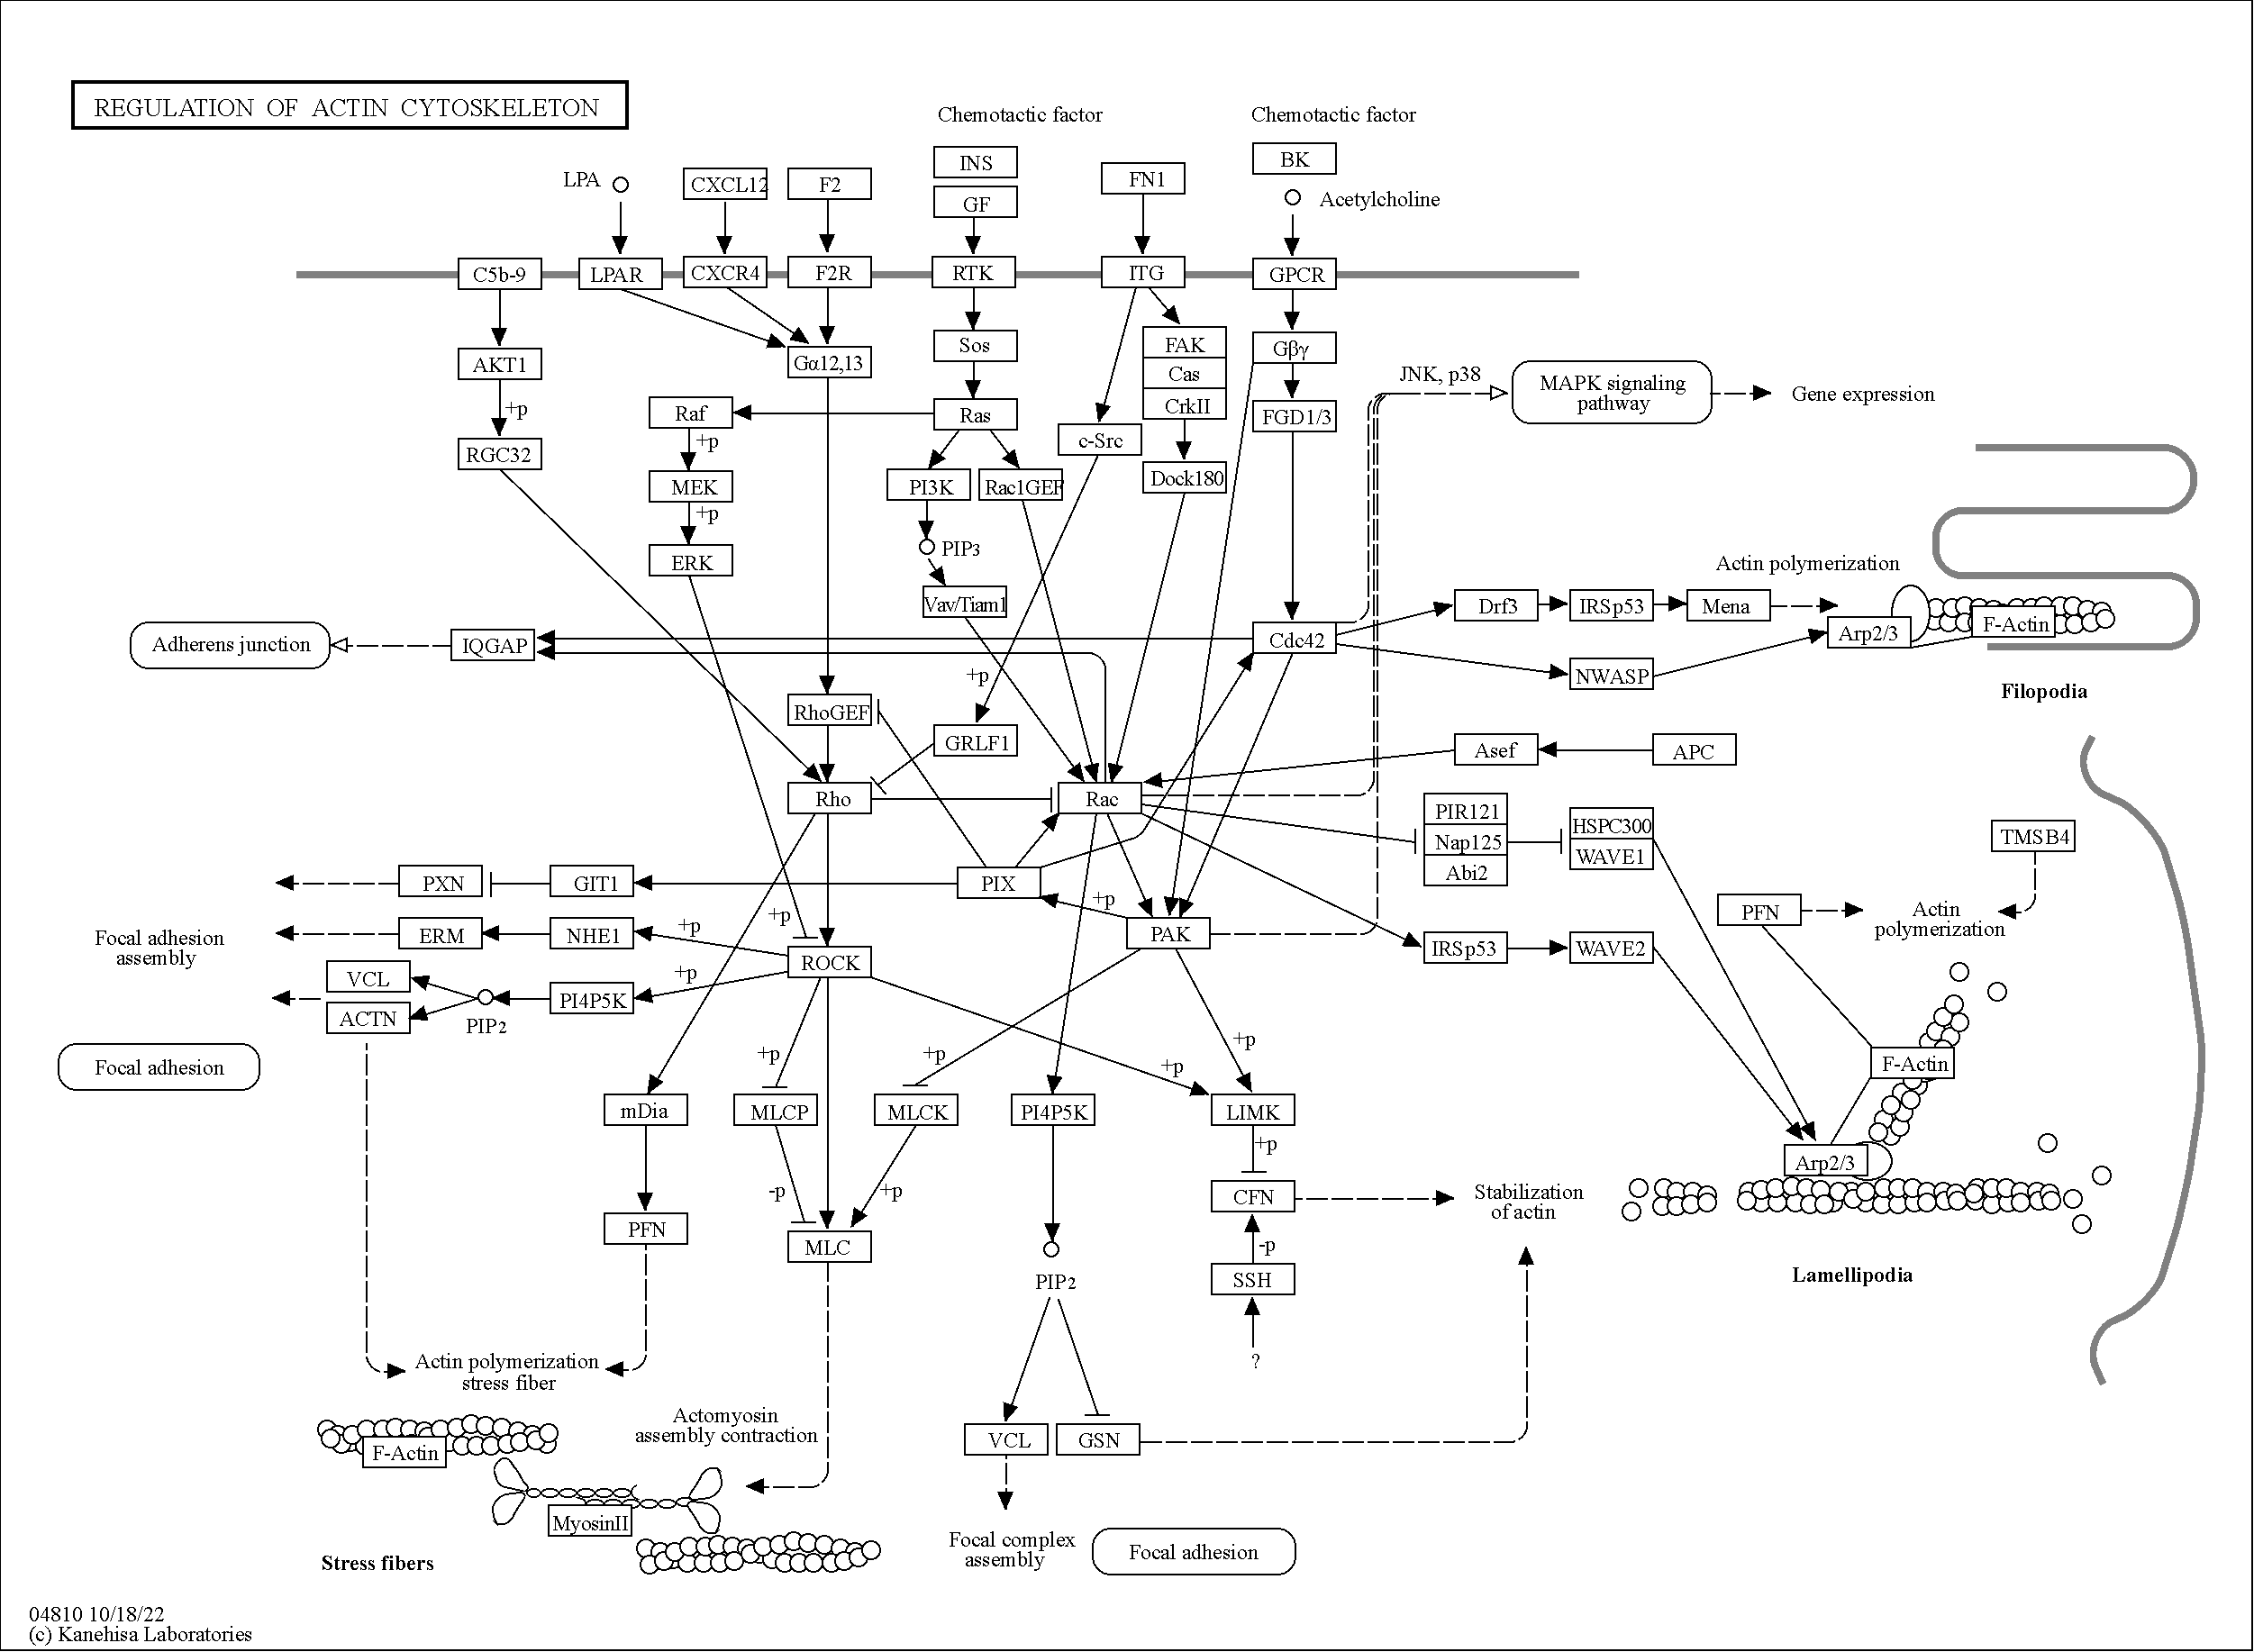 REGULATION OF ACTIN CYTOSKELETON
Chemotactic factor
Chemotactic factor
LPA
CXCL12
F2
INS
GF
FN1
BK
Acetylcholine
C5b-9
LPAR
CXCR4
F2R
RTK
ITG
GPCR
AKT1
Gα12,13
Sos
FAK
Cas
CrkII
Gβγ
JNK, p38
MAPK signaling
pathway
Gene expression
+p
Raf
Ras
c-Src
FGD1/3
RGC32
+p
MEK
PI3K
Rac1GEF
Dock180
+p
ERK
PIP3
Vav/Tiam1
Actin polymerization
Drf3
IRSp53
Mena
Arp2/3
F-Actin
Adherens junction
IQGAP
Cdc42
NWASP
Filopodia
+p
RhoGEF
GRLF1
Asef
APC
Rho
Rac
PIR121
Nap125
Abi2
HSPC300
WAVE1
TMSB4
PXN
GIT1
PIX
+p
+p
+p
PFN
Actin
polymerization
Focal adhesion
assembly
ERM
NHE1
ROCK
PAK
IRSp53
WAVE2
VCL
ACTN
PIP2
PI4P5K
+p
Focal adhesion
+p
+p
+p
+p
F-Actin
mDia
MLCP
MLCK
PI4P5K
LIMK
+p
Arp2/3
-p
+p
CFN
Stabilization
of actin
PFN
MLC
-p
PIP2
SSH
Lamellipodia
?
Actin polymerization
stress fiber
Actomyosin
assembly contraction
F-Actin
VCL
GSN
MyosinII
Focal complex
assembly
Focal adhesion
Stress fibers
04810 10/18/22
(c) Kanehisa Laboratories